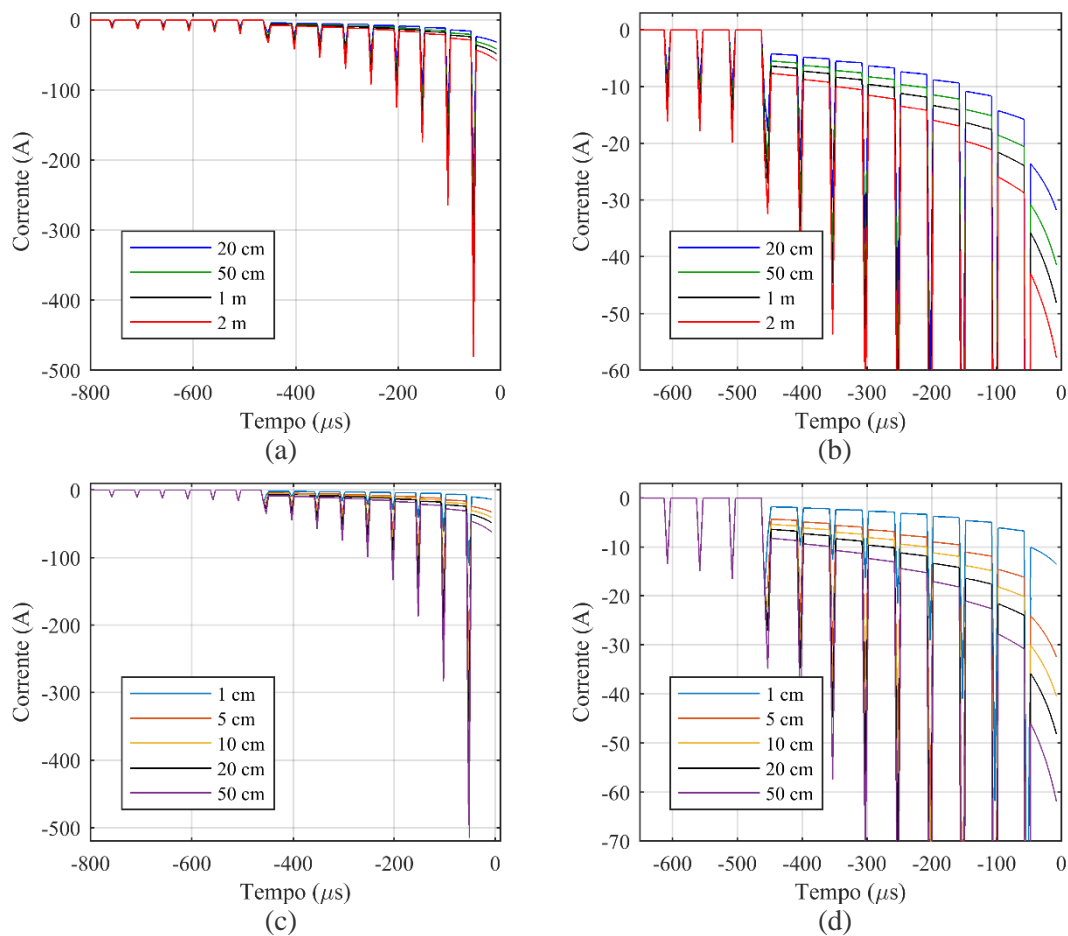 0
-100
-200
-300
-400
-500
Corrente (A)
20 cm
50 cm
1 m
2 m
-800 -600 -400 -200 0
Tempo (μs)
(a)
0
-10
-20
-30
-40
-50
-60
Corrente (A)
20 cm
50 cm
1 m
2 m
-600 -500 -400 -300 -200 -100 0
Tempo (μs)
(b)
0
-100
-200
-300
-400
-500
Corrente (A)
1 cm
5 cm
10 cm
20 cm
50 cm
-800 -600 -400 -200 0
Tempo (μs)
(c)
0
-10
-20
-30
-40
-50
-60
-70
Corrente (A)
1 cm
5 cm
10 cm
20 cm
50 cm
-600 -500 -400 -300 -200 -100 0
Tempo (μs)
(d)